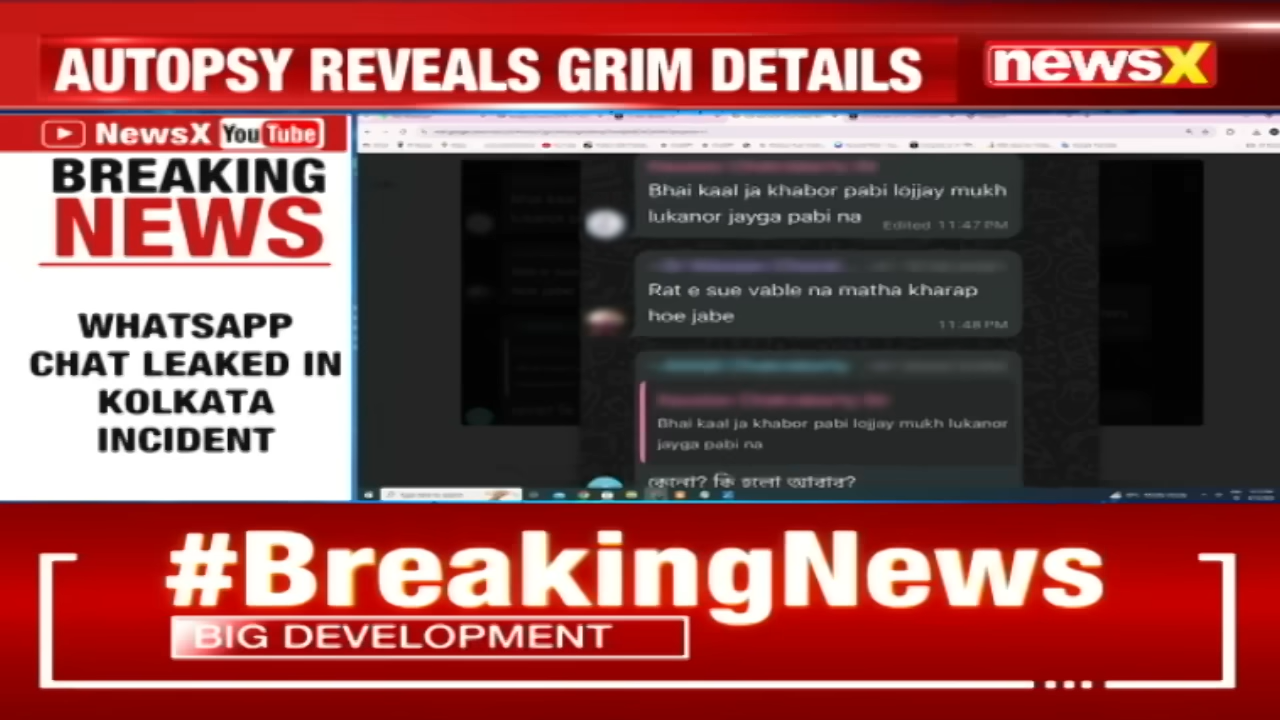 AUTOPSY REVEALS GRIM DETAILS
newsX
NewsX YouTube
BREAKING
NEWS
WHATSAPP
CHAT LEAKED IN
KOLKATA
INCIDENT
Bhai kaal ja khabor pabi lojjay mukh
lukanor jayga pabi na
Edited 11:47 PM
Rat e sue vable na matha kharap
hoe jabe
11:48 PM
Bhai kaal ja khabor pabi lojjay mukh lukanor
jayga pabi na
কেনো? কি হলো আবার?
#BreakingNews
BIG DEVELOPMENT